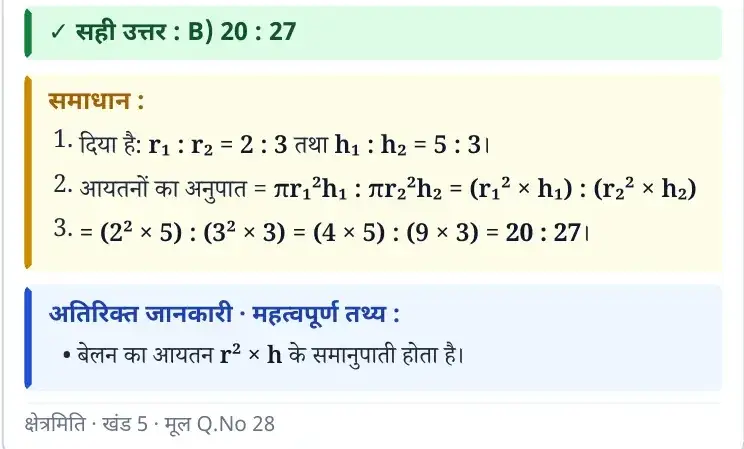 ✓ सही उत्तर : B) 20 : 27
समाधान :
1. दिया है: r₁ : r₂ = 2 : 3 तथा h₁ : h₂ = 5 : 3।
2. आयतनों का अनुपात = πr₁²h₁ : πr₂²h₂ = (r₁² × h₁) : (r₂² × h₂)
3. = (2² × 5) : (3² × 3) = (4 × 5) : (9 × 3) = 20 : 27।
अतिरिक्त जानकारी · महत्वपूर्ण तथ्य :
• बेलन का आयतन r² × h के समानुपाती होता है।
क्षेत्रमिति · खंड 5 · मूल Q.No 28